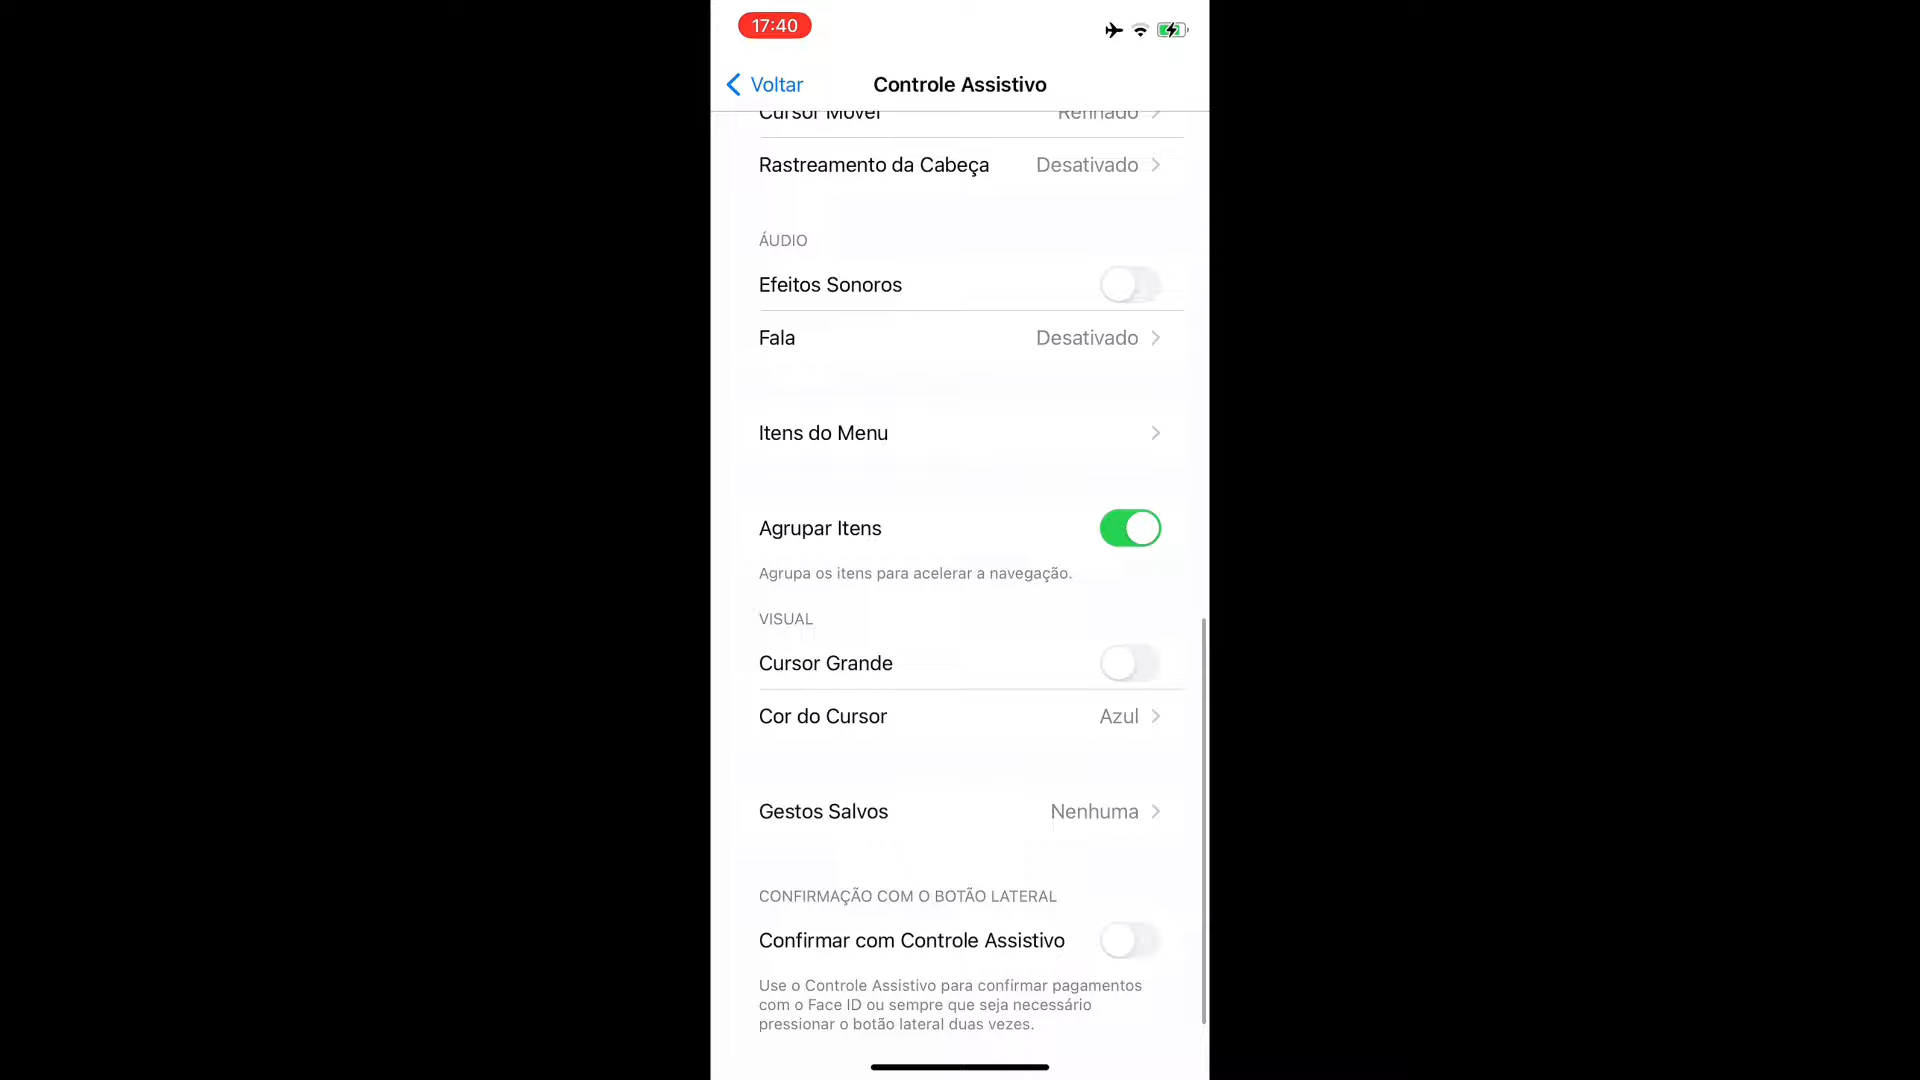 17:40
Voltar
Controle Assistivo
Cursor Móvel Refinado
Rastreamento da Cabeça Desativado
ÁUDIO
Efeitos Sonoros
Fala Desativado
Itens do Menu
Agrupar Itens
Agrupa os itens para acelerar a navegação.
VISUAL
Cursor Grande
Cor do Cursor Azul
Gestos Salvos Nenhuma
CONFIRMAÇÃO COM O BOTÃO LATERAL
Confirmar com Controle Assistivo
Use o Controle Assistivo para confirmar pagamentos
com o Face ID ou sempre que seja necessário
pressionar o botão lateral duas vezes.